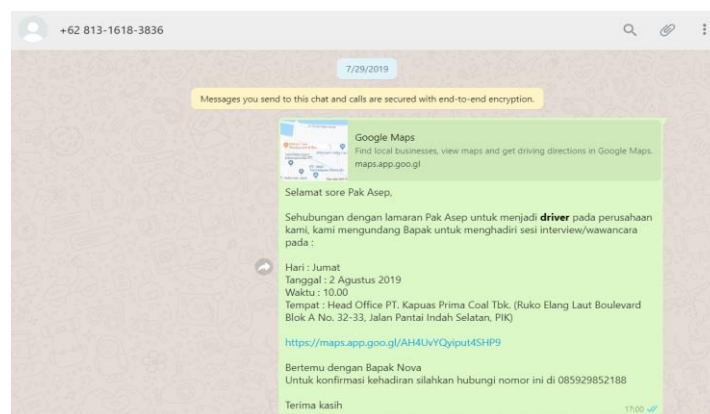 +62 813-1618-3836
7/29/2019
Messages you send to this chat and calls are secured with end-to-end encryption.
Google Maps
Find local businesses, view maps and get driving directions in Google Maps.
maps.app.goo.gl
Selamat sore Pak Asep,
Sehubungan dengan lamaran Pak Asep untuk menjadi driver pada perusahaan
kami, kami mengundang Bapak untuk menghadiri sesi interview/wawancara
pada :
Hari : Jumat
Tanggal : 2 Agustus 2019
Waktu : 10.00
Tempat : Head Office PT. Kapuas Prima Coal Tbk. (Ruko Elang Laut Boulevard
Blok A No. 32-33, Jalan Pantai Indah Selatan, PIK)
https://maps.app.goo.gl/AH4UvYQyiput4SHP9
Bertemu dengan Bapak Nova
Untuk konfirmasi kehadiran silahkan hubungi nomor ini di 085929852188
Terima kasih
17:00